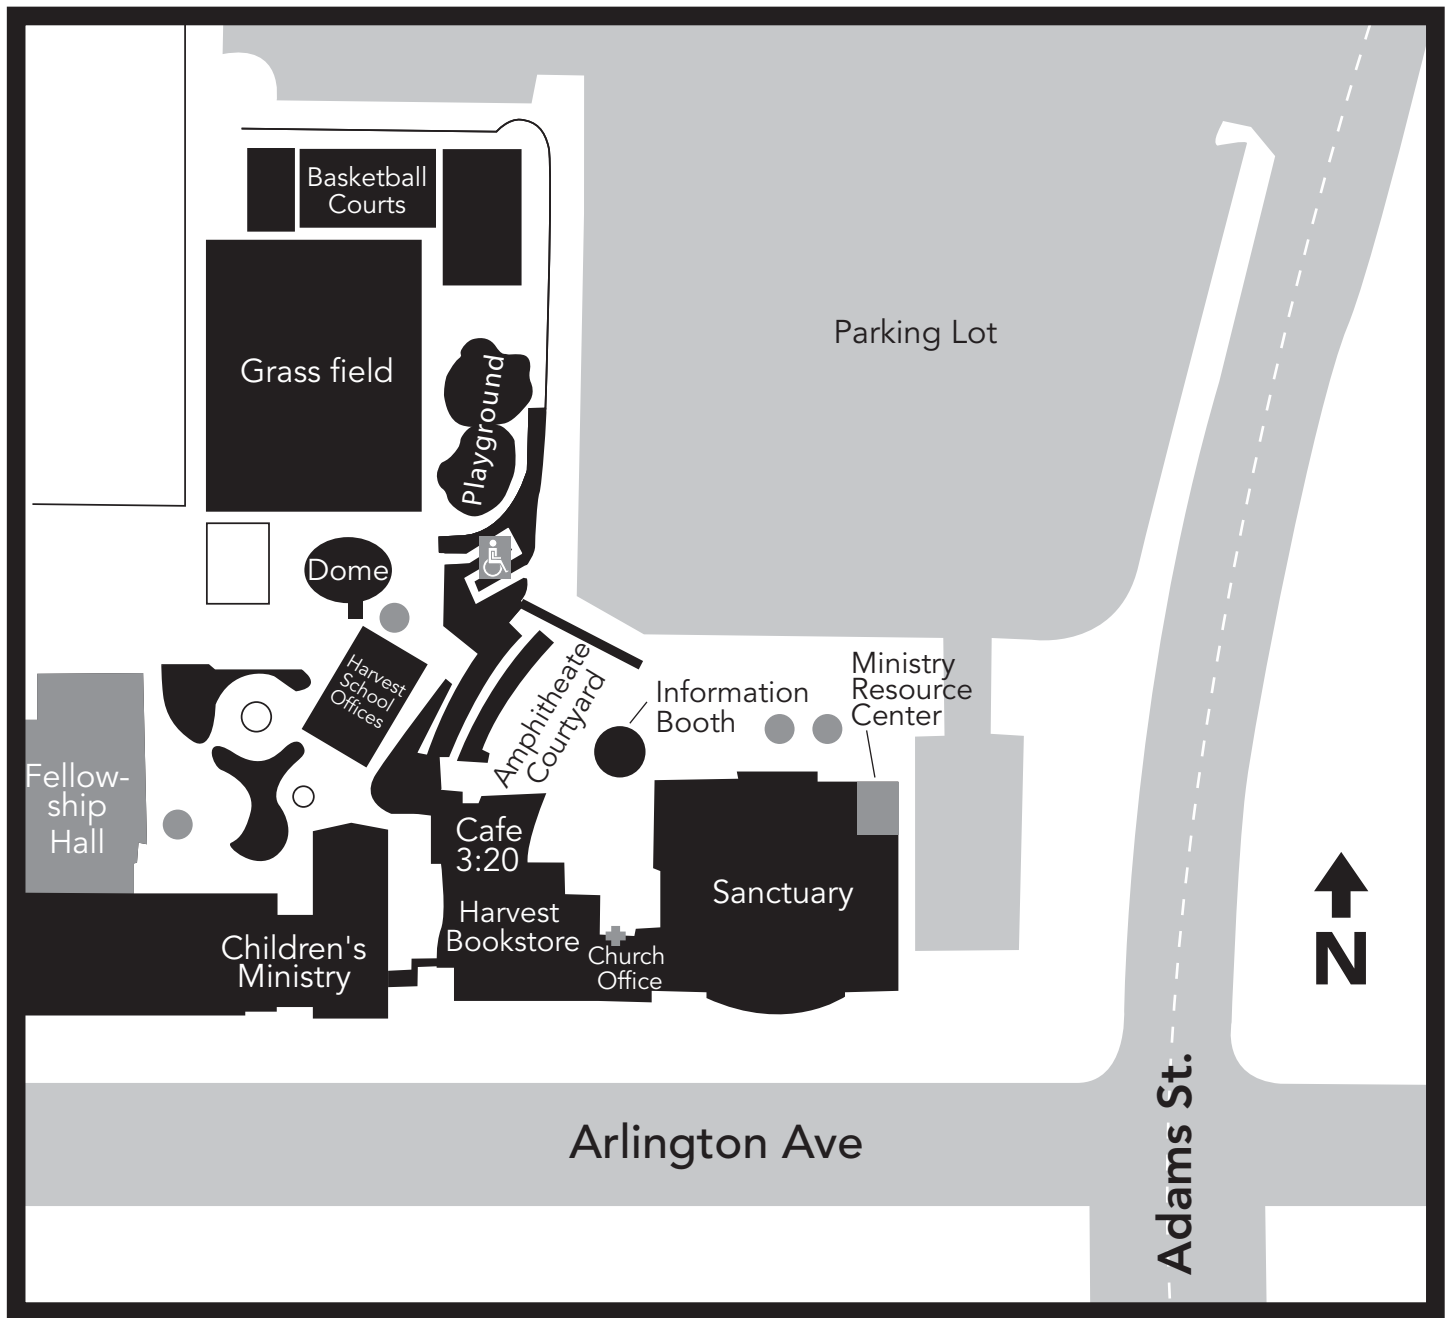 Basketball
Courts
Parking Lot
Grass field
Playground
Dome
Harvest
School
Offices
Amphitheate
Courtyard
Information
Booth
Ministry
Resource
Center
Fellow-
ship
Hall
Cafe
3:20
Sanctuary
Harvest
Bookstore
Church
Office
Children's
Ministry
N
Arlington Ave
Adams St.